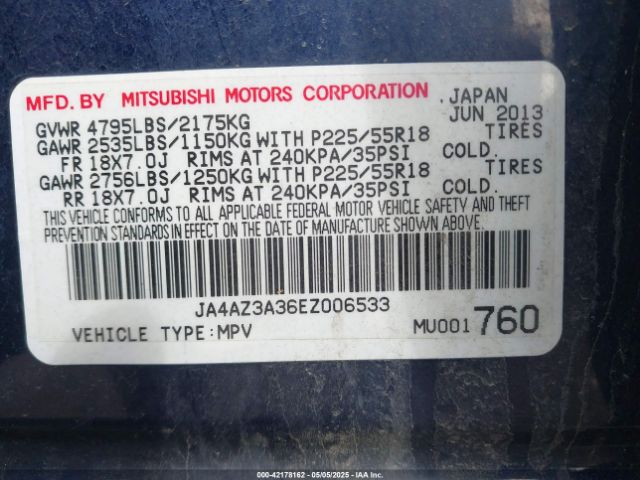 MFD. BY MITSUBISHI MOTORS CORPORATION . JAPAN
GVWR 4795LBS/2175KG JUN 2013
GAWR 2535LBS/1150KG WITH P225/55R18 TIRES
FR 18X7.0J RIMS AT 240KPA/35PSI COLD.
GAWR 2756LBS/1250KG WITH P225/55R18 TIRES
RR 18X7.0J RIMS AT 240KPA/35PSI COLD.
THIS VEHICLE CONFORMS TO ALL APPLICABLE FEDERAL MOTOR VEHICLE SAFETY AND THEFT
PREVENTION STANDARDS IN EFFECT ON THE DATE OF MANUFACTURE SHOWN ABOVE.
JA4AZ3A36EZ006533
VEHICLE TYPE:MPV MU001 760
000-42178162 - 05/05/2025 - IAA Inc.